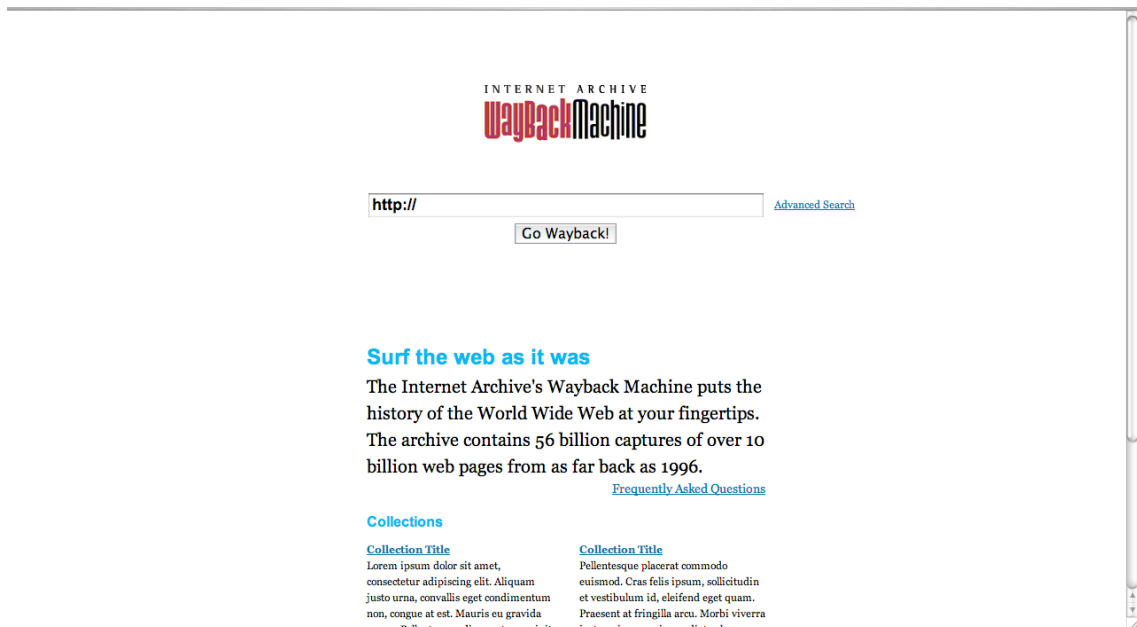 INTERNET ARCHIVE
WayBackMachine
http://
Advanced Search
Go Wayback!
Surf the web as it was
The Internet Archive's Wayback Machine puts the
history of the World Wide Web at your fingertips.
The archive contains 56 billion captures of over 10
billion web pages from as far back as 1996.
Frequently Asked Questions
Collections
Collection Title
Lorem ipsum dolor sit amet,
consectetur adipiscing elit. Aliquam
justo urna, convallis eget condimentum
non, congue at est. Mauris eu gravida
Collection Title
Pellentesque placerat commodo
euismod. Cras felis ipsum, sollicitudin
et vestibulum id, eleifend eget quam.
Praesent at fringilla arcu. Morbi viverra